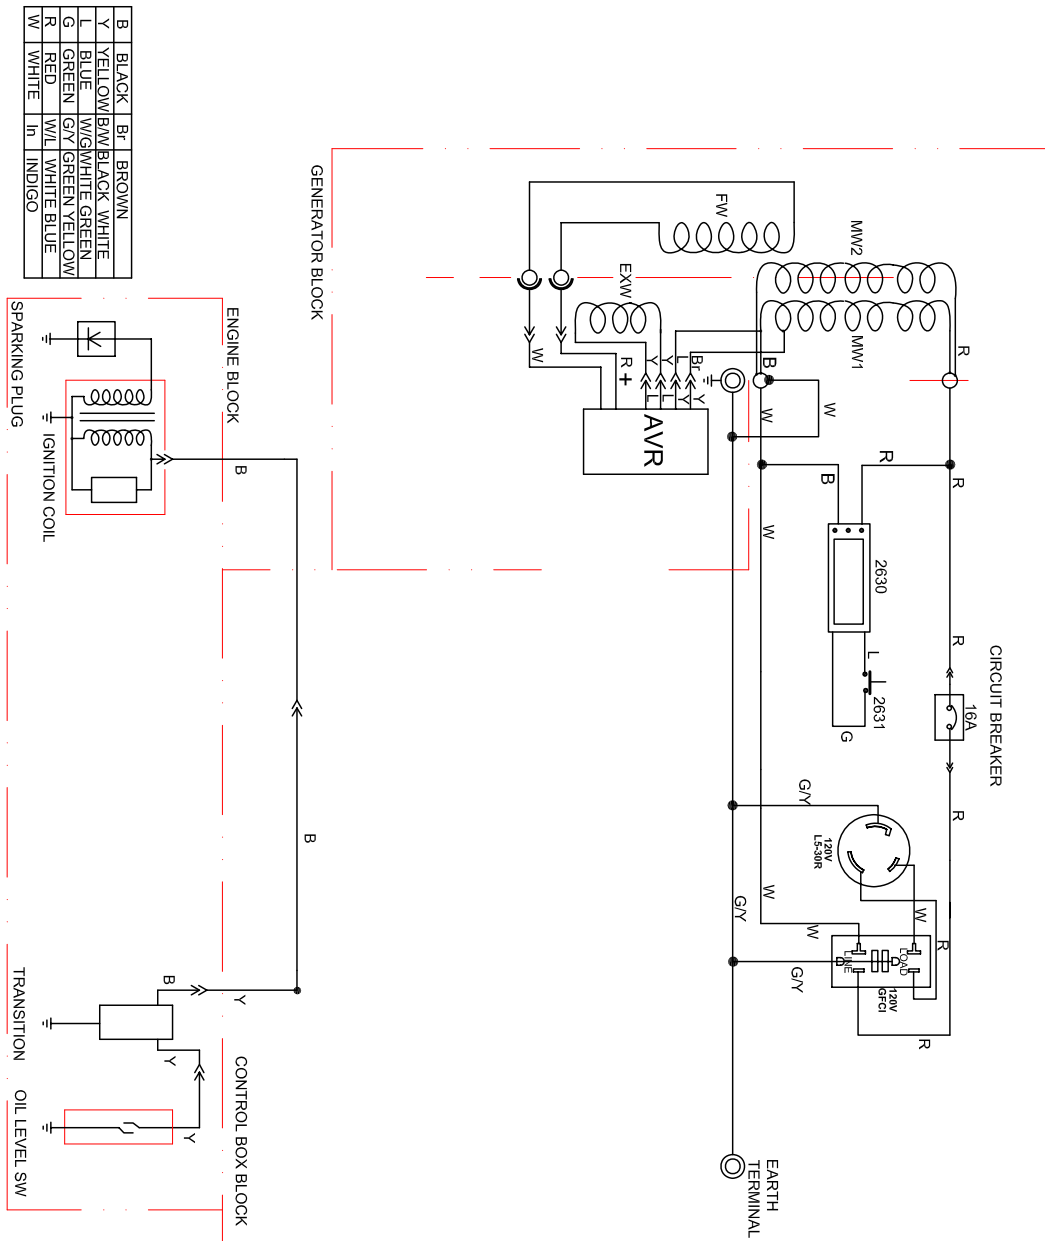 B BLACK Br BROWN
Y YELLOW B/W BLACK WHITE
L BLUE W/G WHITE GREEN
G GREEN G/Y GREEN YELLOW
R RED W/L WHITE BLUE
W WHITE In INDIGO
GENERATOR BLOCK
FW
MW2
EXW
MW1
R
W
R +
Y
Y
L
Br
B
L
L
Y
Y
AVR
W
W
R
B
W
R
2630
L
2631
G
R
CIRCUIT BREAKER
16A
R
G/Y
120V
L5-30R
W
G/Y
W
W
R
LINE
LOAD
120V
GFCI
G/Y
R
EARTH
TERMINAL
ENGINE BLOCK
SPARKING PLUG
IGNITION COIL
B
B
B
Y
Y
Y
TRANSITION
OIL LEVEL SW
CONTROL BOX BLOCK